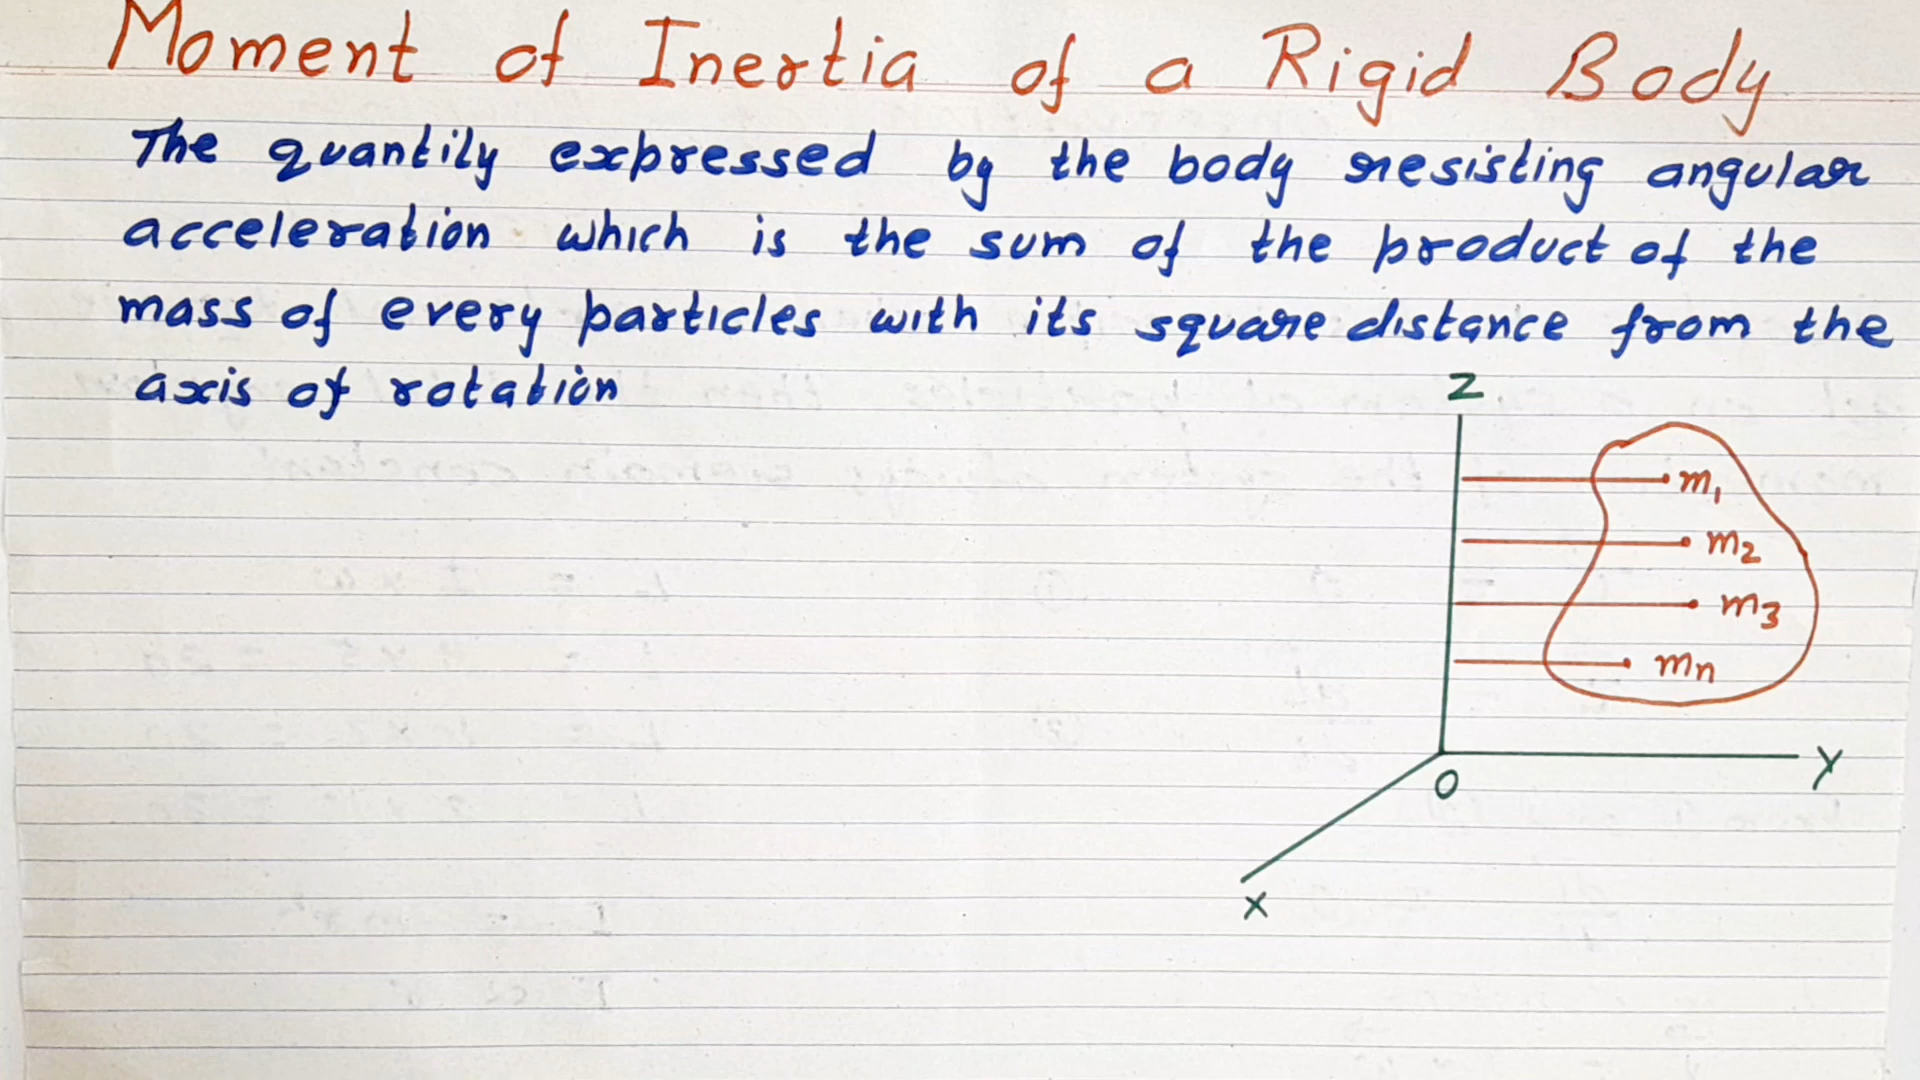 Moment of Inertia of a Rigid Body
The quantily expressed by the body resisting angular
acceleration which is the sum of the product of the
mass of every particles with its square distance from the
axis of rotation
Z
m1
m2
m3
mn
Y
O
X